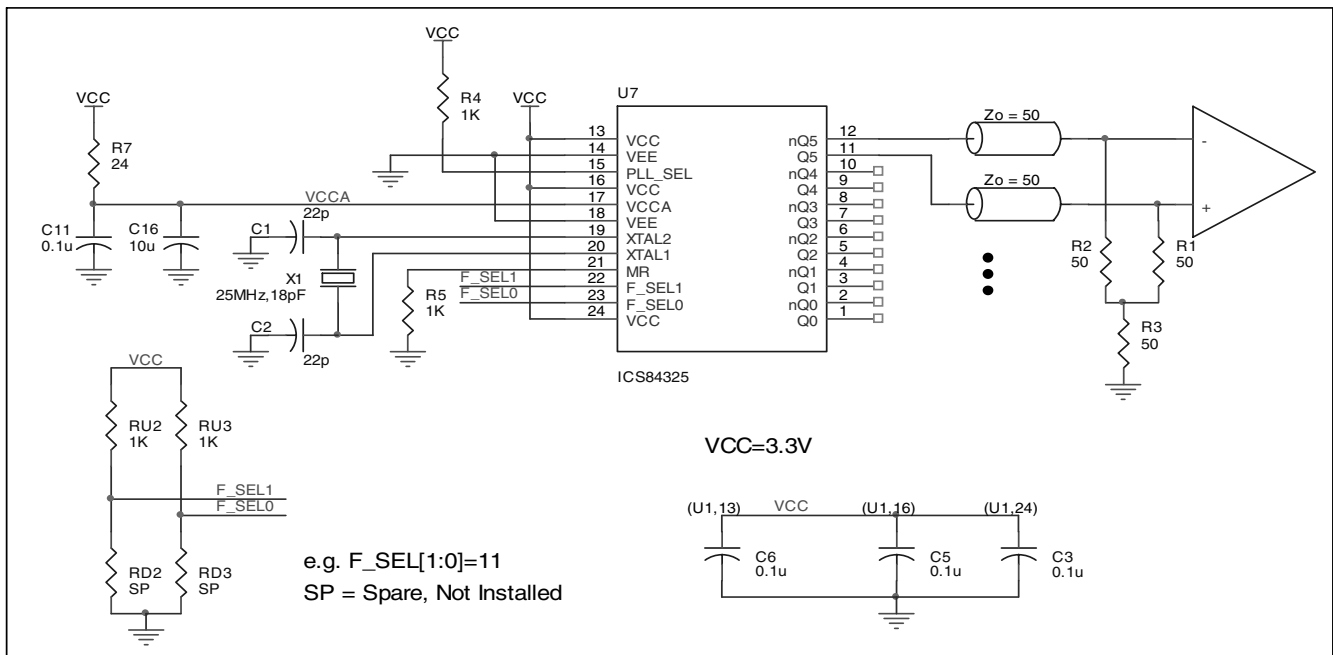 VCC
R4
1K
VCC
R7
24
VCC
VCCA
C11
0.1u
C16
10u
C1
22p
X1
25MHz,18pF
C2
22p
R5
1K
F_SEL1
F_SEL0
U7
13
14
15
16
17
18
19
20
21
22
23
24
VCC
VEE
PLL_SEL
VCC
VCCA
VEE
XTAL2
XTAL1
MR
F_SEL1
F_SEL0
VCC
nQ5
Q5
nQ4
Q4
nQ3
Q3
nQ2
Q2
nQ1
Q1
nQ0
Q0
12
11
10
9
8
7
6
5
4
3
2
1
ICS84325
Zo = 50
Zo = 50
-
+
R2
50
R1
50
R3
50
VCC
RU2
1K
RU3
1K
F_SEL1
F_SEL0
RD2
SP
RD3
SP
e.g. F_SEL[1:0]=11
SP = Spare, Not Installed
VCC=3.3V
(U1,13) VCC (U1,16) (U1,24)
C6
0.1u
C5
0.1u
C3
0.1u